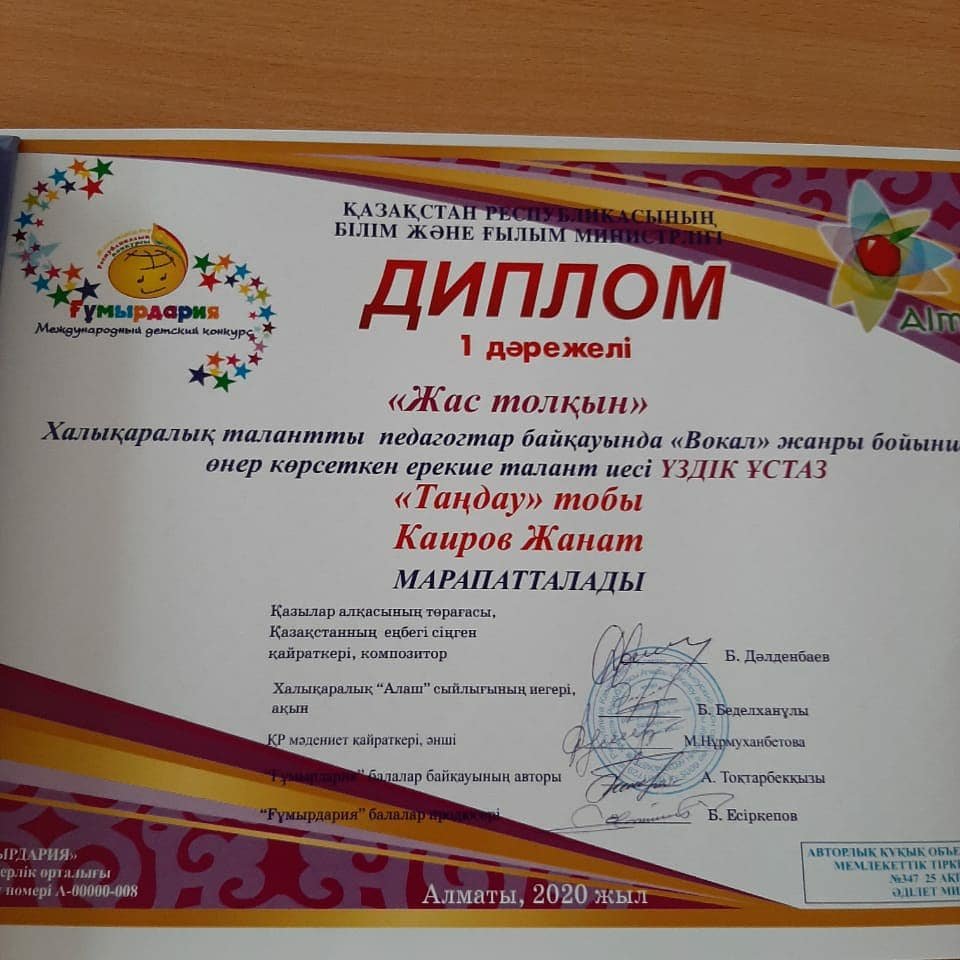 ҚАЗАҚСТАН РЕСПУБЛИКАСЫНЫҢ
БІЛІМ ЖӘНЕ ҒЫЛЫМ МИНИСТРЛІГІ
Ғұмырдария
Международный детский конкурс
Alm
ДИПЛОМ
1 дәрежелі
«Жас толқын»
Халықаралық талантты педагогтар байқауында «Вокал» жанры бойынш
өнер көрсеткен ерекше талант иесі ҮЗДІК ҰСТАЗ
«Таңдау» тобы
Каиров Жанат
МАРАПАТТАЛАДЫ
Қазылар алқасының төрағасы,
Қазақстанның еңбегі сіңген
қайраткері, композитор Б. Дәлденбаев
Халықаралық “Алаш” сыйлығының иегері,
ақын Б. Беделханұлы
ҚР мәдениет қайраткері, әнші М.Нұрмуханбетова
“Ғұмырдария” балалар байқауының авторы А. Тоқтарбекқызы
“Ғұмырдария” балалар продюсері Б. Есіркепов
ЫРДАРИЯ»
ерлік орталығы
номері А-00000-008
Алматы, 2020 жыл
АВТОРЛЫҚ ҚҰҚЫҚ ОБЪЕ
МЕМЛЕКЕТТІК ТІРК
№347 25 АҚ
ӘДІЛЕТ МИ